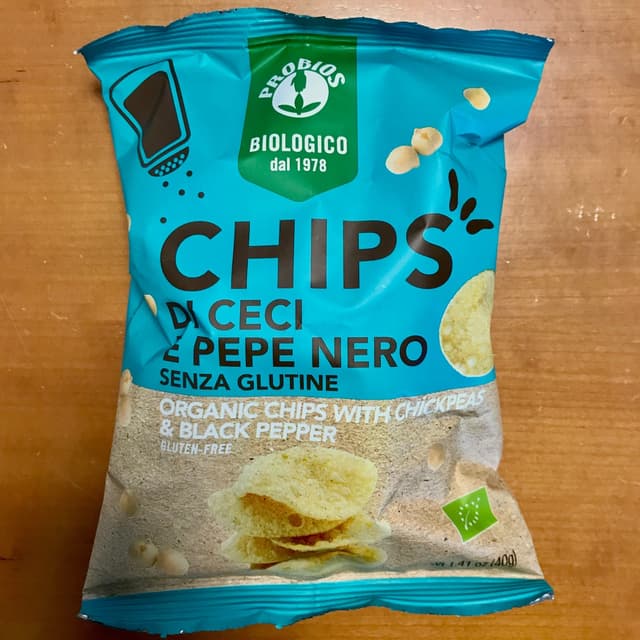 PROBIOS
BIOLOGICO
dal 1978
CHIPS
DI CECI
E PEPE NERO
SENZA GLUTINE
ORGANIC CHIPS WITH CHICKPEAS
& BLACK PEPPER
GLUTEN-FREE
1.41 oz (40g)